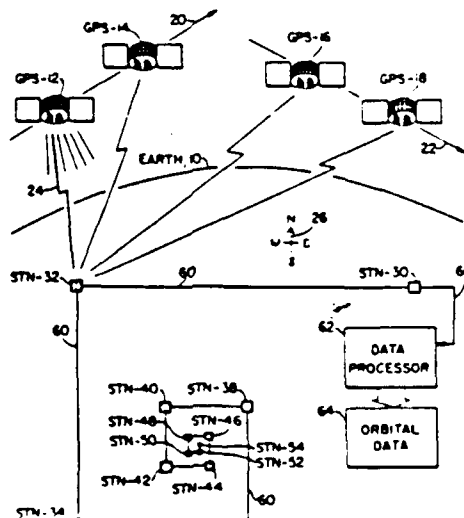 GPS-14
20
GPS-16
GPS-12
GPS-18
EARTH, 10
22
24
N
26
W E
S
STN-32
60
STN-30
60
62
DATA
PROCESSOR
STN-40
STN-38
64
ORBITAL
DATA
STN-48
STN-46
STN-50
STN-54
STN-52
STN-42
STN-44
60
STN-34